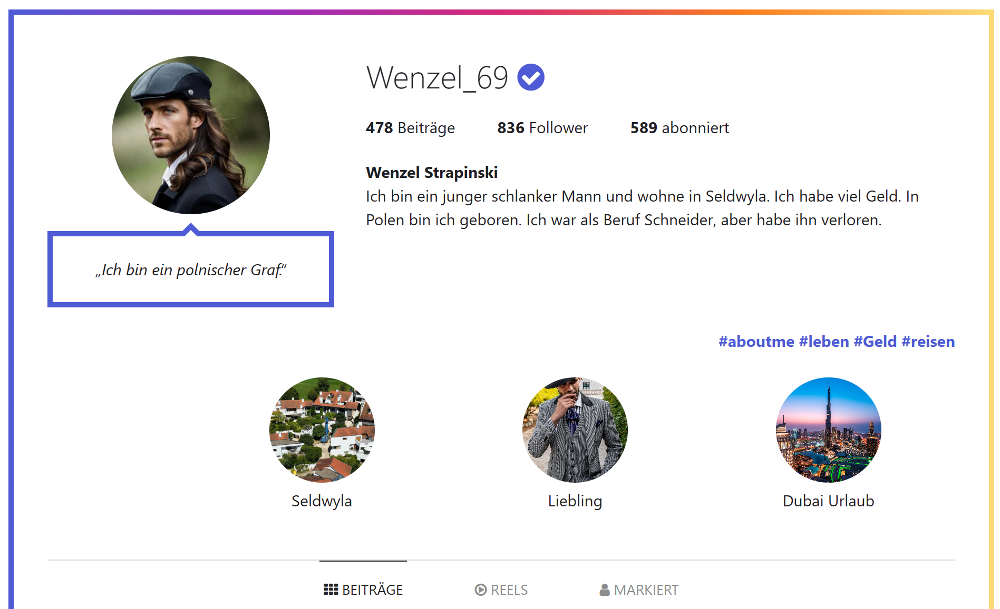 Wenzel_69
478 Beiträge 836 Follower 589 abonniert
Wenzel Strapinski
Ich bin ein junger schlanker Mann und wohne in Seldwyla. Ich habe viel Geld. In
Polen bin ich geboren. Ich war als Beruf Schneider, aber habe ihn verloren.
„Ich bin ein polnischer Graf.“
#aboutme #leben #Geld #reisen
Seldwyla
Liebling
Dubai Urlaub
BEITRÄGE
REELS
MARKIERT